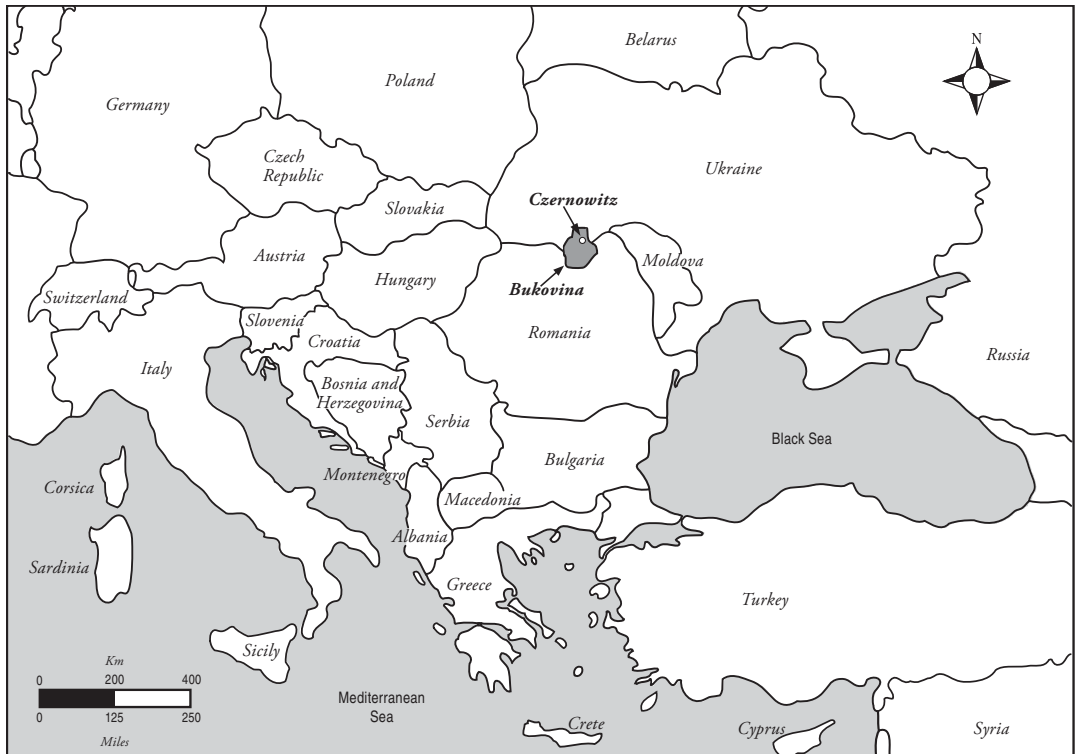 Belarus
N
Poland
Germany
Czech
Republic
Ukraine
Czernowitz
Slovakia
Austria
Moldova
Hungary
Bukovina
Switzerland
Slovenia
Romania
Croatia
Russia
Italy
Bosnia and
Herzegovina
Serbia
Black Sea
Bulgaria
Montenegro
Corsica
Macedonia
Albania
Sardinia
Greece
Turkey
Sicily
Km
0 200 400
0 125 250
Miles
Mediterranean
Sea
Crete
Cyprus
Syria